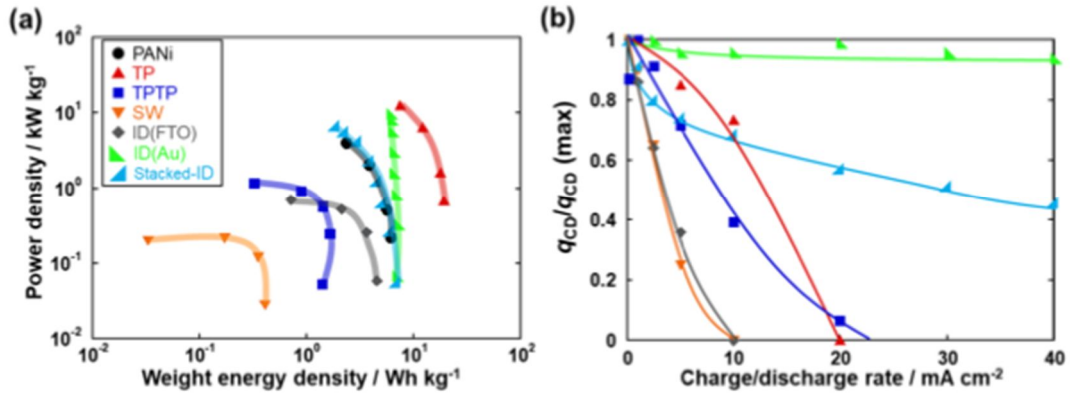 (a)
Power density / kW kg⁻¹
10²
10¹
10⁰
10⁻¹
10⁻²
PANi
TP
TPTP
SW
ID(FTO)
ID(Au)
Stacked-ID
10⁻²
10⁻¹
10⁰
10¹
10²
Weight energy density / Wh kg⁻¹
(b)
qCD/qCD (max)
1
0.8
0.6
0.4
0.2
0
0
10
20
30
40
Charge/discharge rate / mA cm⁻²